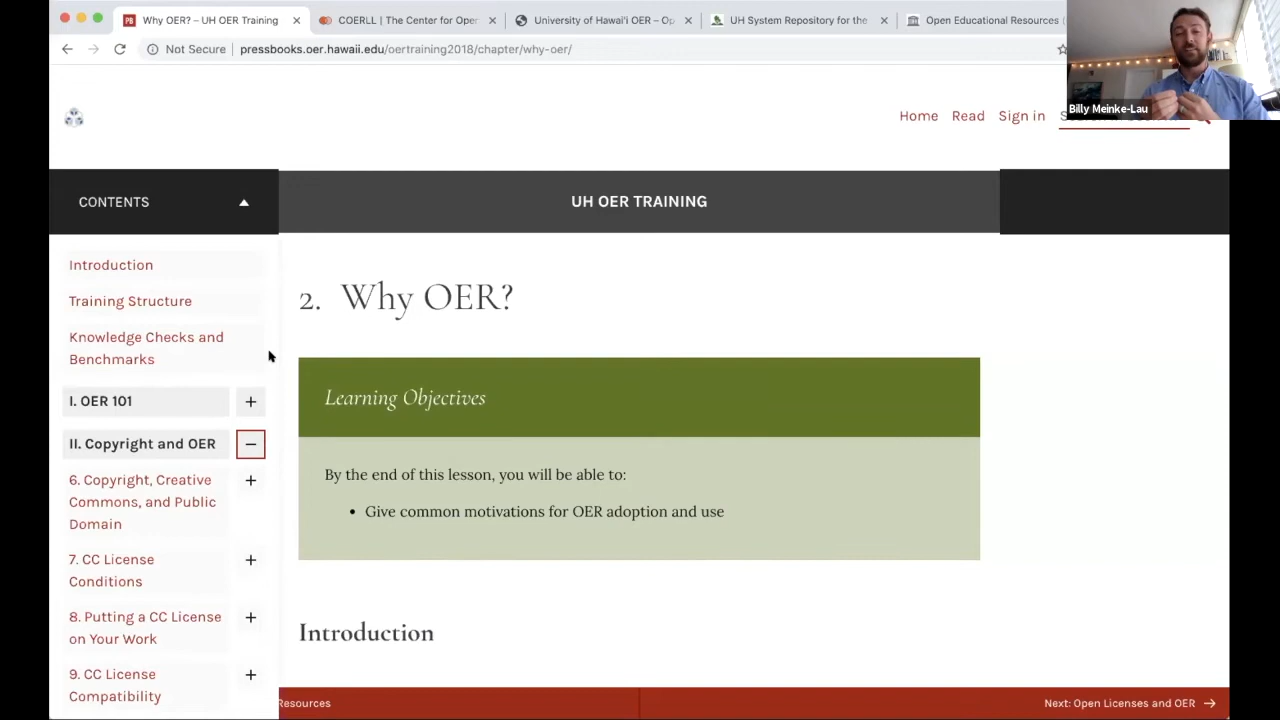 Why OER? – UH OER Training
COERLL | The Center for Open
University of Hawai'i OER – Op
UH System Repository for the
Open Educational Resources (
Not Secure
pressbooks.oer.hawaii.edu/oertraining2018/chapter/why-oer/
Billy Meinke-Lau
Home Read Sign in
CONTENTS
UH OER TRAINING
Introduction
Training Structure
Knowledge Checks and
Benchmarks
I. OER 101
II. Copyright and OER
6. Copyright, Creative
Commons, and Public
Domain
7. CC License
Conditions
8. Putting a CC License
on Your Work
9. CC License
Compatibility
2. Why OER?
Learning Objectives
By the end of this lesson, you will be able to:
• Give common motivations for OER adoption and use
Introduction
Resources
Next: Open Licenses and OER